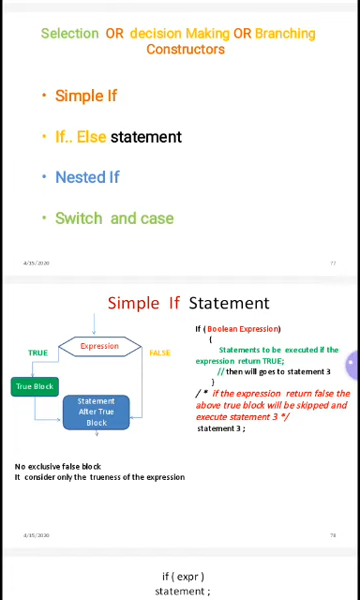 Selection OR decision Making OR Branching
Constructors
• Simple If
• If.. Else statement
• Nested If
• Switch and case
4/15/2020
77
Simple If Statement
Expression
TRUE
FALSE
True Block
Statement
After True
Block
If ( Boolean Expression)
{
Statements to be executed if the
expression return TRUE;
// then will goes to statement 3
}
/ * if the expression return false the
above true block will be skipped and
execute statement 3 */
statement 3 ;
No exclusive false block
It consider only the trueness of the expression
4/15/2020
78
if ( expr )
statement ;